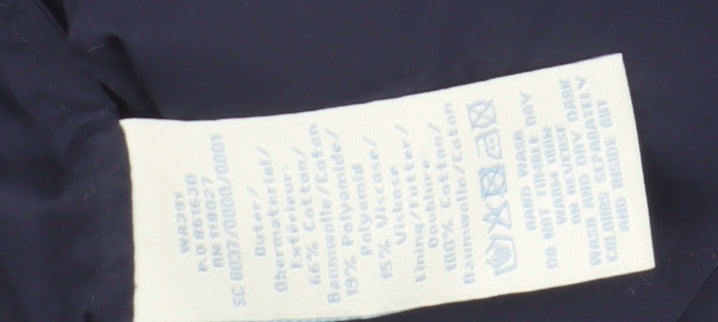 WA391
P.O 861630
RN 118027
SC 6037/0000/0001
Outer/
Obermaterial/
Extérieur:
66% Cotton/
Baumwolle/Coton
19% Polyamide/
Polyamid
15% Viscose/
Viskose
Lining/Futter/
Doublure:
100% Cotton/
Baumwolle/Coton
HAND WASH
DO NOT TUMBLE DRY
WARM IRON
ON REVERSE
WASH AND DRY DARK
COLOURS SEPARATELY
AND INSIDE OUT